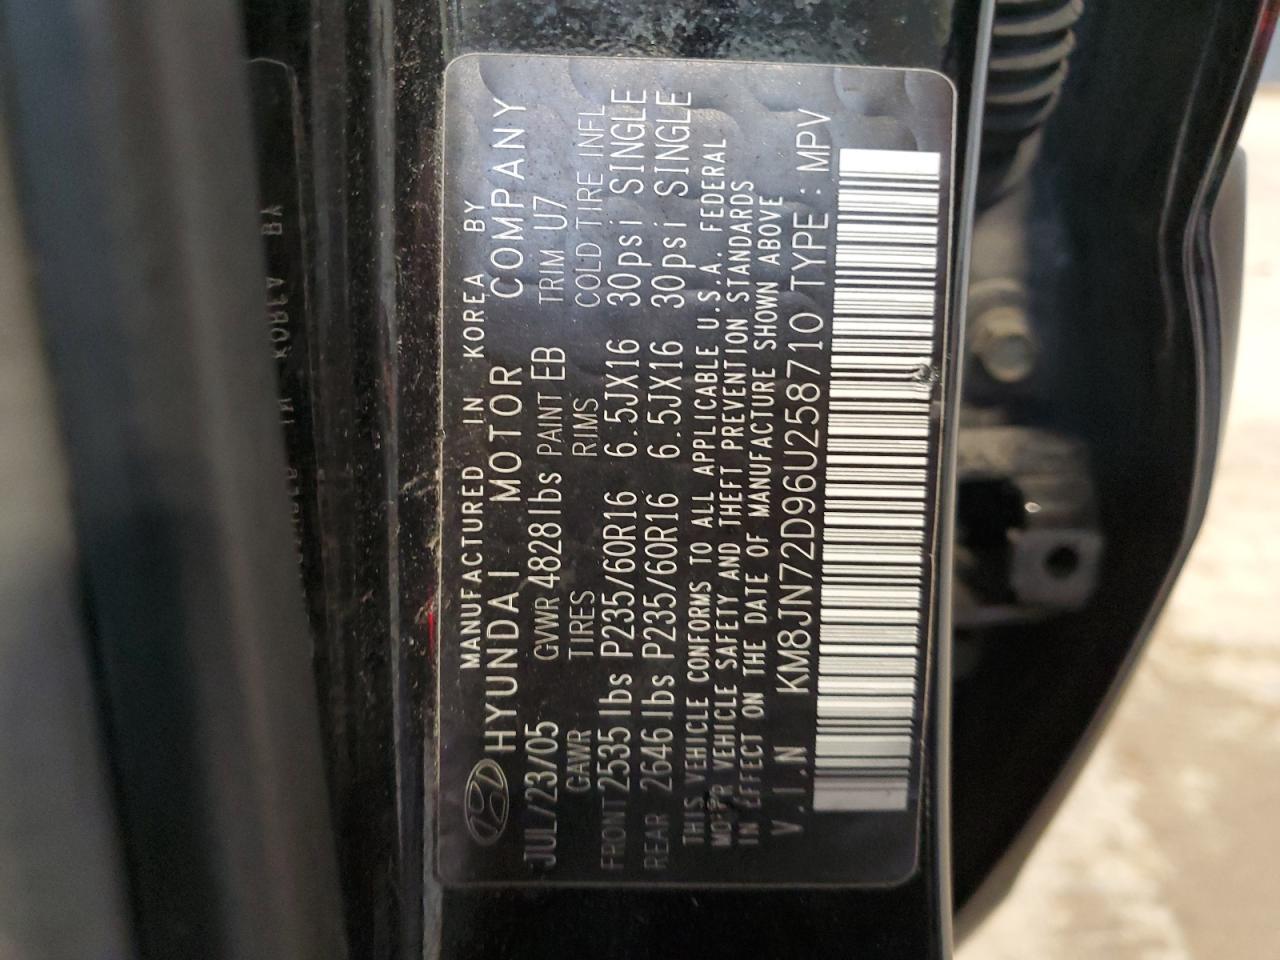 MANUFACTURED IN KOREA BY
HYUNDAI MOTOR COMPANY
JUL/23/05 GVWR 4828lbs PAINT EB TRIM U7
GAWR TIRES RIMS COLD TIRE INFL
FRONT 2535lbs P235/60R16 6.5JX16 30psi SINGLE
REAR 2646lbs P235/60R16 6.5JX16 30psi SINGLE
THIS VEHICLE CONFORMS TO ALL APPLICABLE U.S.A. FEDERAL
MOTOR VEHICLE SAFETY AND THEFT PREVENTION STANDARDS
IN EFFECT ON THE DATE OF MANUFACTURE SHOWN ABOVE
V.I.N KM8JN72D96U258710 TYPE: MPV